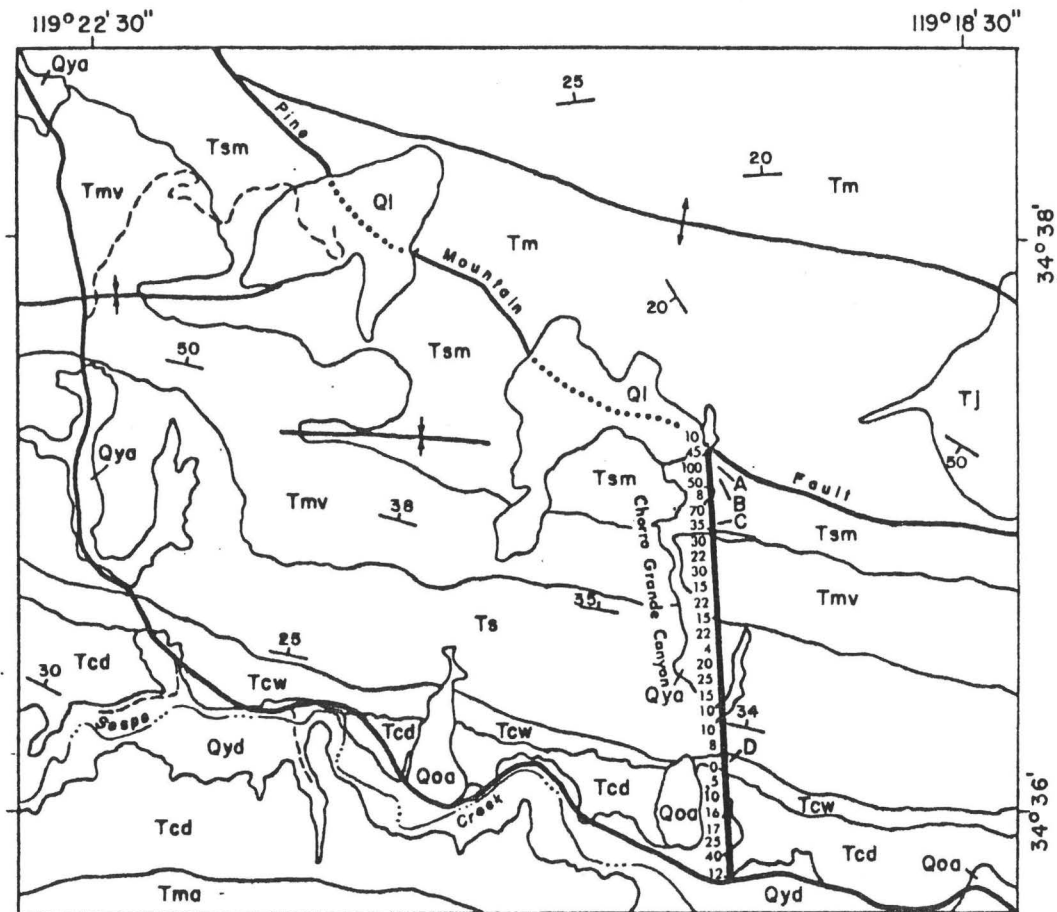 119° 22' 30"
119° 18' 30"
Qya
25
Pine
Tsm
20
Tmv
Tm
Ql
34° 38'
Tm
Mountain
20
50
Tsm
Ql
Tj
10
50
45
Qya
100
A
Fault
Tsm
50
B
8
Tmv
38
Chorro Grande Canyon
70
35
C
Tsm
30
22
30
Tmv
15
35
22
Ts
15
22
4
25
20
30
Tcd
25
Qya
15
Tcw
10
34
Sespe
10
Tcd
Tcw
8
D
Qyd
0
Qoa
5
Tcd
10
Tcw
34° 36'
Creek
Qoa
16
Tcd
17
25
Tcd
Qoa
40
Tma
12
Qyd